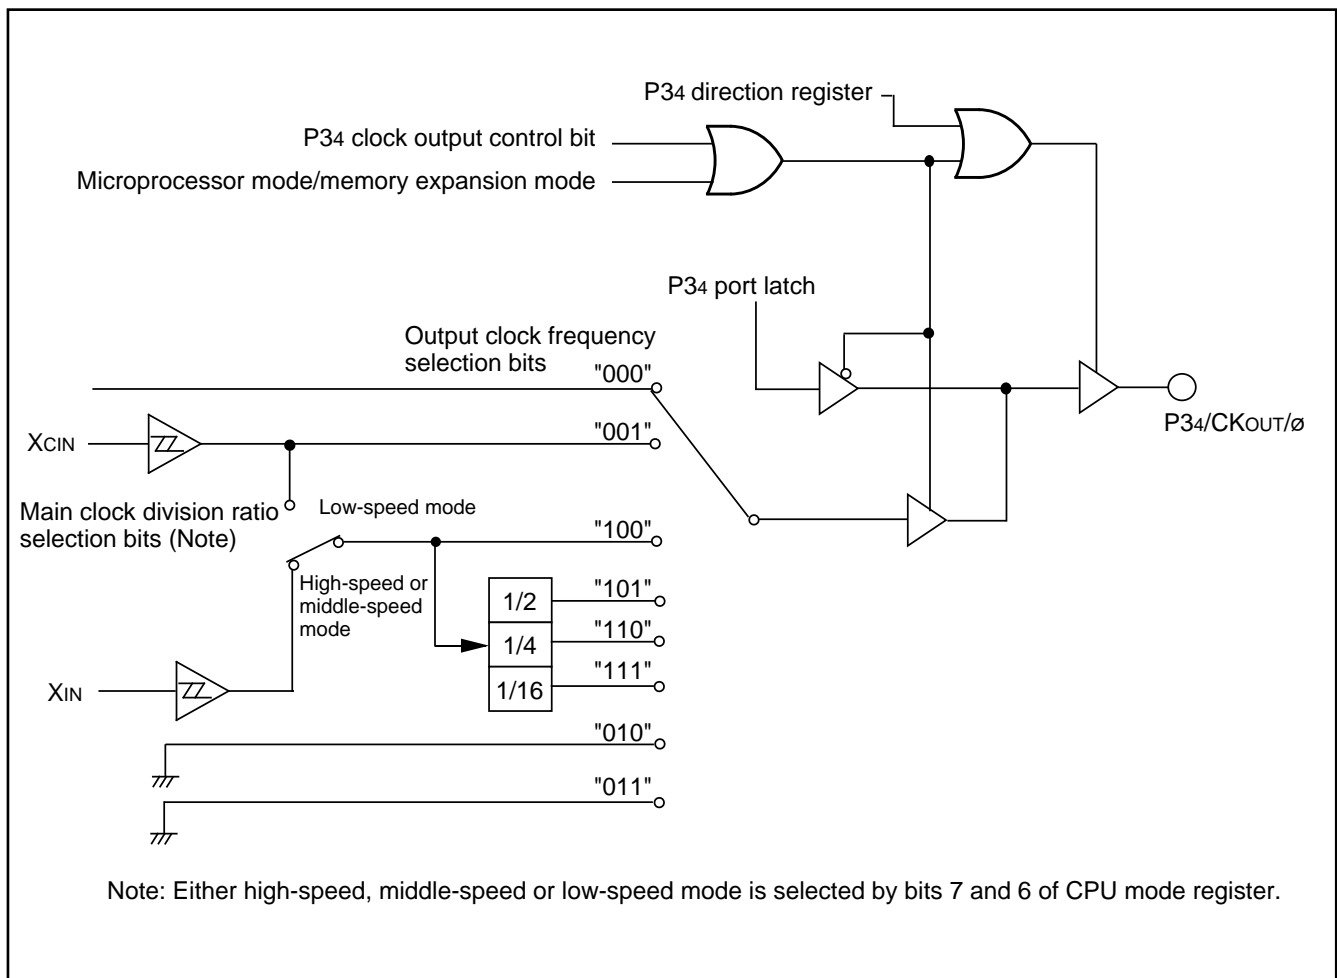 P34 direction register
P34 clock output control bit
Microprocessor mode/memory expansion mode
P34 port latch
Output clock frequency
selection bits
"000"
P34/CKOUT/ø
XCIN
"001"
Main clock division ratio
selection bits (Note)
Low-speed mode
"100"
High-speed or
middle-speed
mode
1/2
"101"
1/4
"110"
1/16
"111"
XIN
"010"
"011"
Note: Either high-speed, middle-speed or low-speed mode is selected by bits 7 and 6 of CPU mode register.